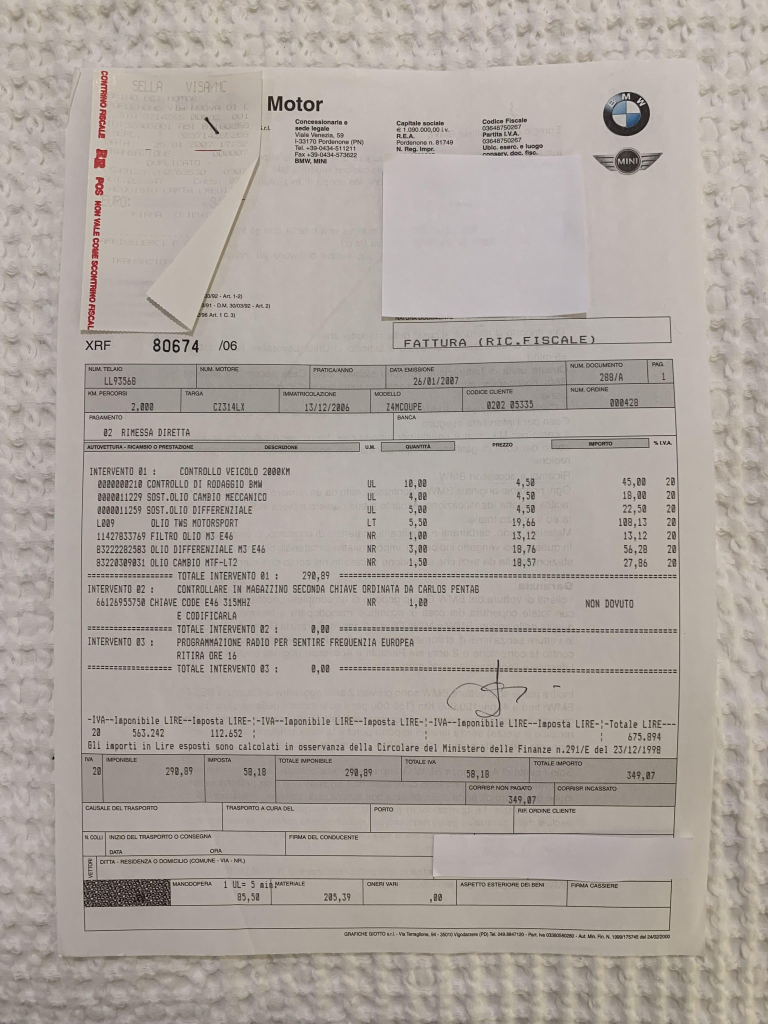 SELLA VISA/MC
CONTRINO FISCALE POS NON VALE COME SCONTRINO FISCAL
Motor
BMW
MINI
Concessionaria e
sede legale
Viale Venezia, 59
I-33170 Pordenone (PN)
Tel. +39-0434-511211
Fax +39-0434-573622
BMW, MINI
Capitale sociale
€ 1.090.000,00 i.v.
R.E.A.
Pordenone n. 81749
N. Reg. Impr.
Codice Fiscale
03648750267
Partita I.V.A.
03648750267
Ubic. eserc. e luogo
conserv. doc. fisc.
r.l.
XRF 80674 /06
FATTURA (RIC.FISCALE)
NUM. TELAIO NUM. MOTORE PRATICA/ANNO DATA EMISSIONE NUM. DOCUMENTO PAG.
LL93568 26/01/2007 288/A 1
KM. PERCORSI TARGA IMMATRICOLAZIONE MODELLO CODICE CLIENTE NUM. ORDINE
2,000 CZ314LX 13/12/2006 Z4MCOUPE 0202 05335 000428
PAGAMENTO BANCA
02 RIMESSA DIRETTA
AUTOVETTURA - RICAMBIO O PRESTAZIONE DESCRIZIONE U.M. QUANTITÀ PREZZO IMPORTO % I.V.A.
INTERVENTO 01 : CONTROLLO VEICOLO 2000KM
0000000210 CONTROLLO DI RODAGGIO BMW UL 10,00 4,50 45,00 20
0000011229 SOST.OLIO CAMBIO MECCANICO UL 4,00 4,50 18,00 20
0000011259 SOST.OLIO DIFFERENZIALE UL 5,00 4,50 22,50 20
L009 OLIO TWS MOTORSPORT LT 5,50 19,66 108,13 20
11427833769 FILTRO OLIO M3 E46 NR 1,00 13,12 13,12 20
83222282583 OLIO DIFFERENZIALE M3 E46 NR 3,00 18,76 56,28 20
83220309031 OLIO CAMBIO MTF-LT2 NR 1,50 18,57 27,86 20
=============== TOTALE INTERVENTO 01 : 290,89 ===============
INTERVENTO 02 : CONTROLLARE IN MAGAZZINO SECONDA CHIAVE ORDINATA DA CARLOS PENTAB
66126955750 CHIAVE CODE E46 315MHZ NR 1,00 NON DOVUTO
E CODIFICARLA
=============== TOTALE INTERVENTO 02 : 0,00 ===============
INTERVENTO 03 : PROGRAMMAZIONE RADIO PER SENTIRE FREQUENZIA EUROPEA
RITIRA ORE 16
=============== TOTALE INTERVENTO 03 : 0,00 ===============
-IVA--Imponibile LIRE--Imposta LIRE-¦-IVA--Imponibile LIRE--Imposta LIRE-¦-IVA--Imponibile LIRE--Imposta LIRE-¦-Totale LIRE---
20 563.242 112.652 ¦ ¦ ¦ 675.894
Gli importi in Lire esposti sono calcolati in osservanza della Circolare del Ministero delle Finanze n.291/E del 23/12/1998
IVA IMPONIBILE IMPOSTA TOTALE IMPONIBILE TOTALE IVA TOTALE IMPORTO
20 290,89 58,18 290,89 58,18 349,07
CORRISP. NON PAGATO CORRISP. INCASSATO
349,07
CAUSALE DEL TRASPORTO TRASPORTO A CURA DEL PORTO RIF. ORDINE CLIENTE
N. COLLI INIZIO DEL TRASPORTO O CONSEGNA FIRMA DEL CONDUCENTE
DATA ORA
VETTORI DITTA - RESIDENZA O DOMICILIO (COMUNE - VIA - NR.)
MANODOPERA 1 UL= 5 min. MATERIALE ONERI VARI ASPETTO ESTERIORE DEI BENI FIRMA CASSIERE
85,50 205,39 ,00